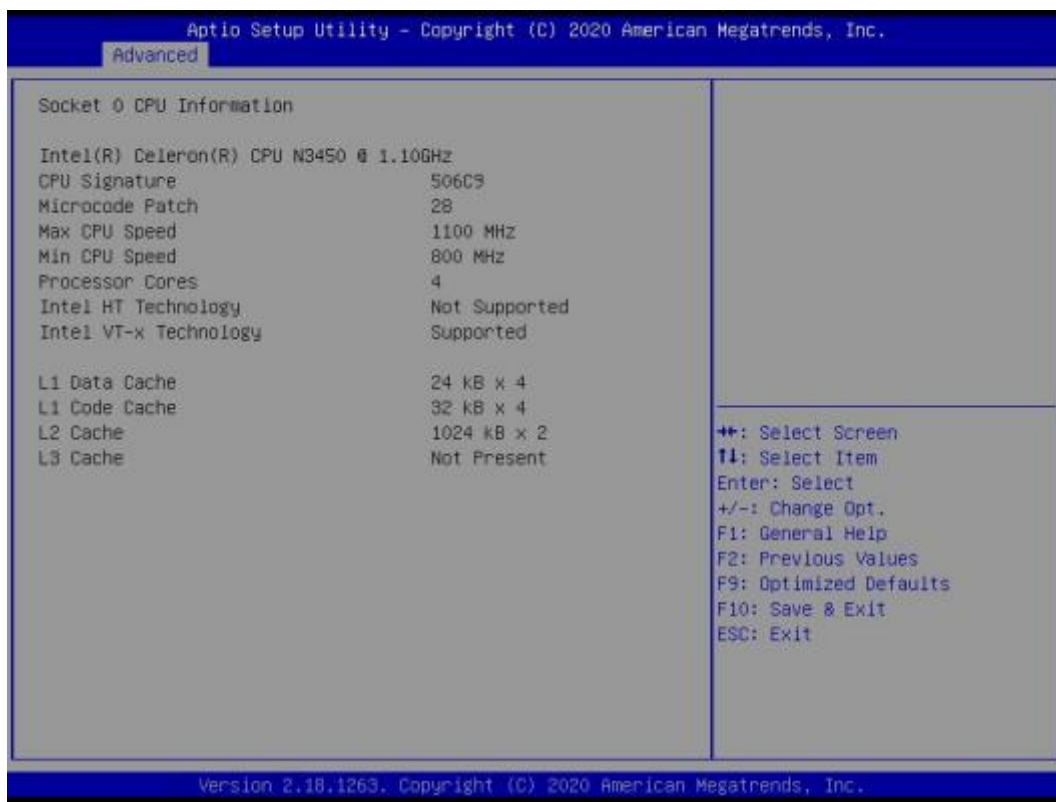 Aptio Setup Utility – Copyright (C) 2020 American Megatrends, Inc.
Advanced
Socket 0 CPU Information
Intel(R) Celeron(R) CPU N3450 @ 1.10GHz
CPU Signature 506C9
Microcode Patch 28
Max CPU Speed 1100 MHz
Min CPU Speed 800 MHz
Processor Cores 4
Intel HT Technology Not Supported
Intel VT-x Technology Supported
L1 Data Cache 24 kB x 4
L1 Code Cache 32 kB x 4
L2 Cache 1024 kB x 2
L3 Cache Not Present
→←: Select Screen
↑↓: Select Item
Enter: Select
+/-: Change Opt.
F1: General Help
F2: Previous Values
F9: Optimized Defaults
F10: Save & Exit
ESC: Exit
Version 2.18.1263. Copyright (C) 2020 American Megatrends, Inc.